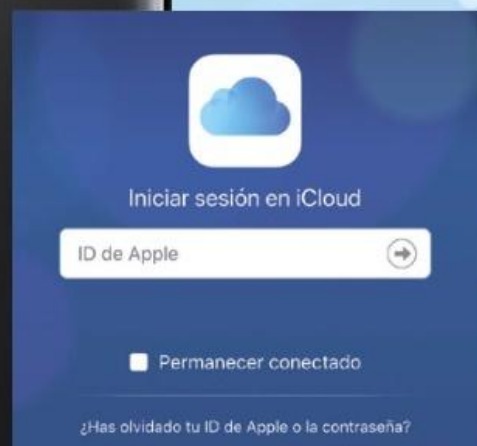 Iniciar sesión en iCloud
ID de Apple
Permanecer conectado
¿Has olvidado tu ID de Apple o la contraseña?